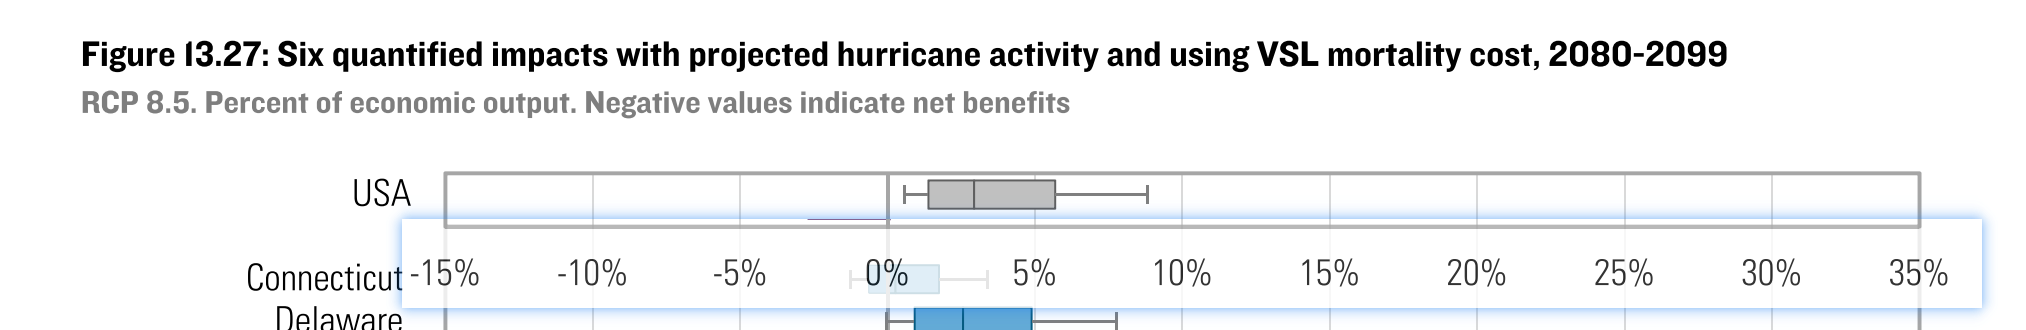 Figure 13.27: Six quantified impacts with projected hurricane activity and using VSL mortality cost, 2080-2099
RCP 8.5. Percent of economic output. Negative values indicate net benefits
USA
Connecticut
-15% -10% -5% 0% 5% 10% 15% 20% 25% 30% 35%
Delaware